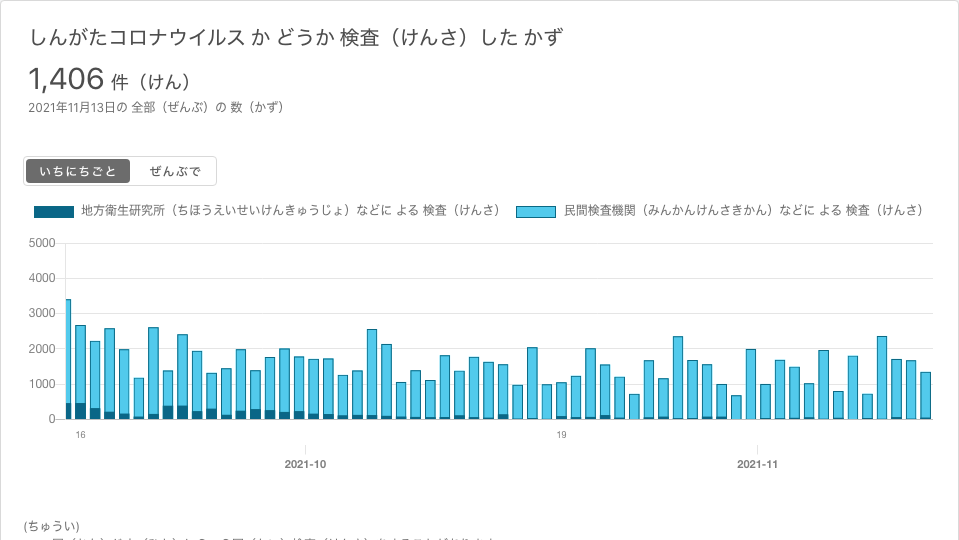 しんがたコロナウイルス か どうか 検査（けんさ）した かず
1,406 件（けん）
2021年11月13日の 全部（ぜんぶ）の 数（かず）
いちにちごと ぜんぶで
地方衛生研究所（ちほうえいせいけんきゅうじょ）などに よる 検査（けんさ） 民間検査機関（みんかんけんさきかん）などに よる 検査（けんさ）
5000
4000
3000
2000
1000
0
16 19
2021-10 2021-11
(ちゅうい)